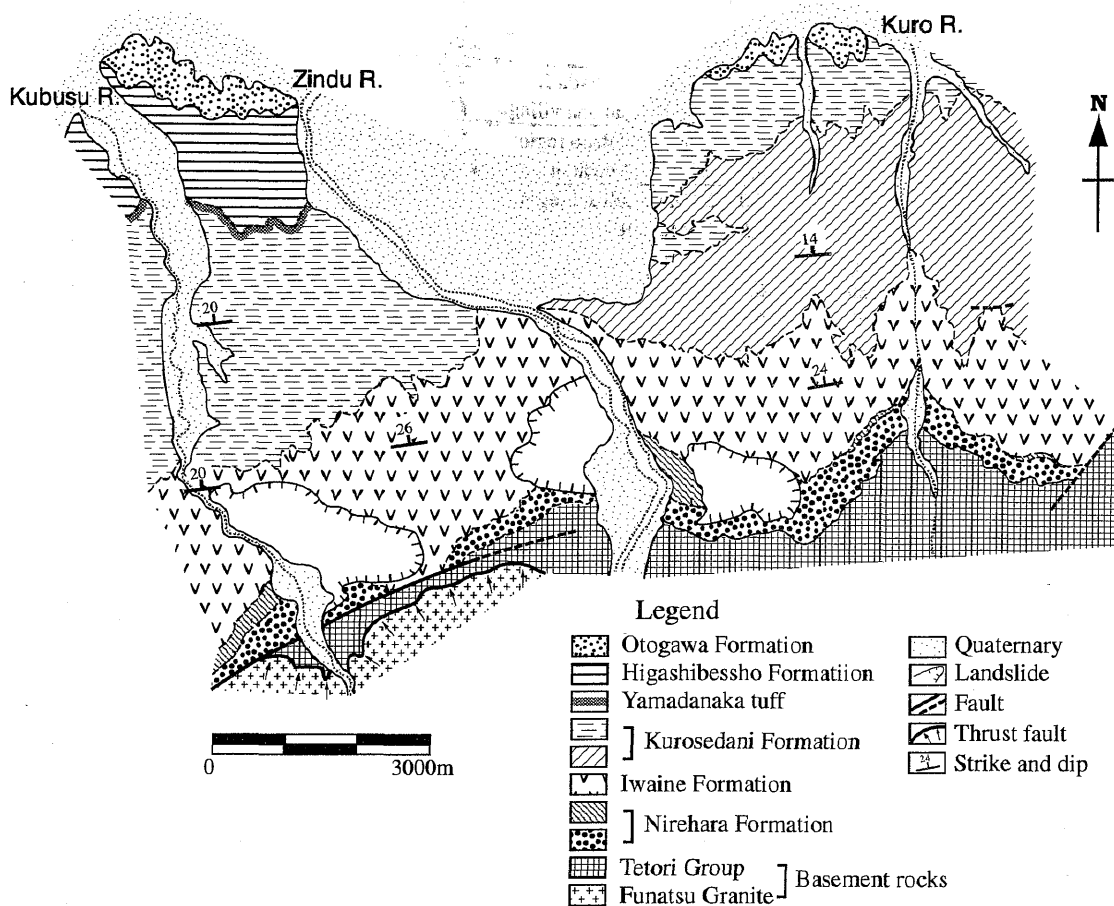 Kuro R.
Zindu R.
Kubusu R.
N
14
20
24
26
20
Legend
Otogawa Formation
Higashibessho Formatiion
Yamadanaka tuff
Kurosedani Formation
Iwaine Formation
Nirehara Formation
Tetori Group
Funatsu Granite
Basement rocks
Quaternary
Landslide
Fault
Thrust fault
24 Strike and dip
0 3000m